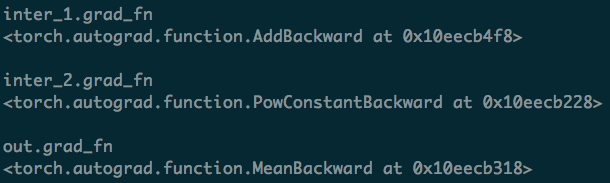 inter_1.grad_fn
<torch.autograd.function.AddBackward at 0x10eecb4f8>
inter_2.grad_fn
<torch.autograd.function.PowConstantBackward at 0x10eecb228>
out.grad_fn
<torch.autograd.function.MeanBackward at 0x10eecb318>